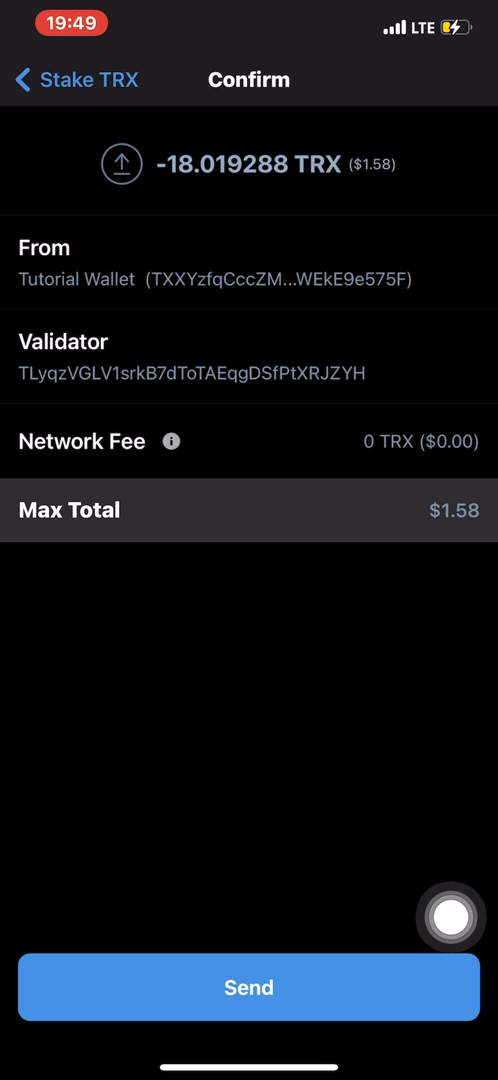 19:49
LTE
Stake TRX
Confirm
-18.019288 TRX ($1.58)
From
Tutorial Wallet (TXXYzfqCccZM...WEkE9e575F)
Validator
TLyqzVGLV1srkB7dToTAEqgDSfPtXRJZYH
Network Fee i 0 TRX ($0.00)
Max Total $1.58
Send